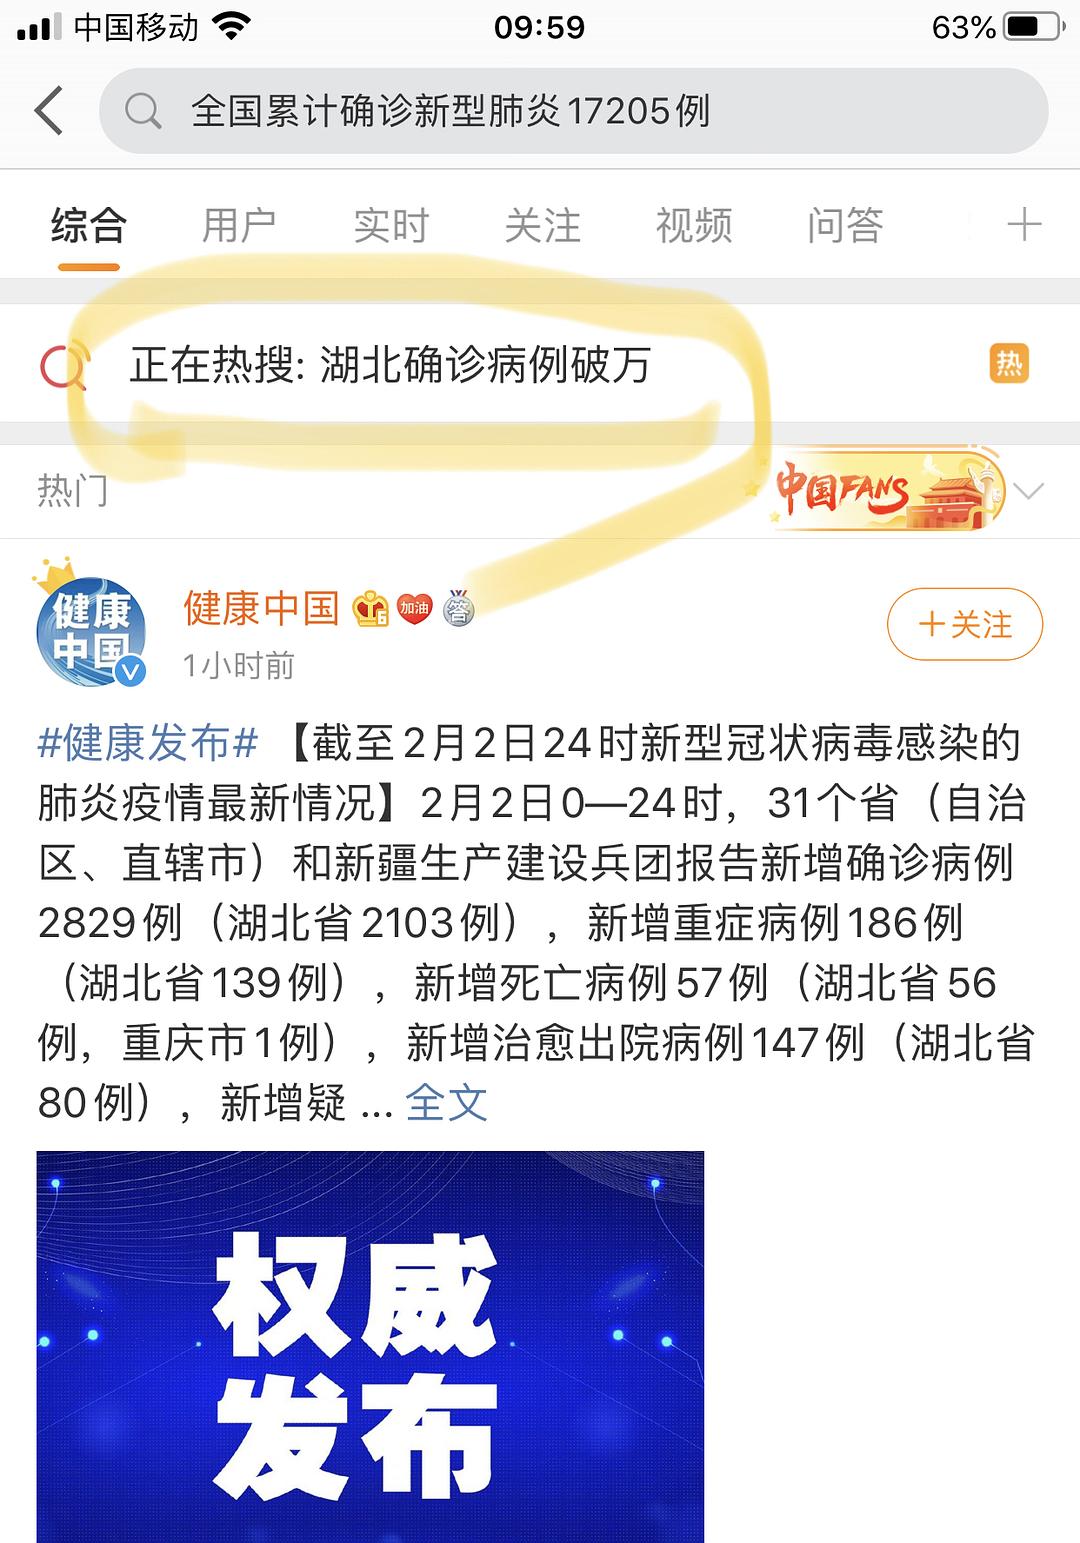 中国移动 09:59 63%
全国累计确诊新型肺炎17205例
综合 用户 实时 关注 视频 问答
正在热搜: 湖北确诊病例破万 热
热门 中国FANS
健康中国 加油 答
健康中国
1小时前
+关注
#健康发布# 【截至2月2日24时新型冠状病毒感染的
肺炎疫情最新情况】2月2日0—24时，31个省（自治
区、直辖市）和新疆生产建设兵团报告新增确诊病例
2829例（湖北省2103例），新增重症病例186例
（湖北省139例），新增死亡病例57例（湖北省56
例，重庆市1例），新增治愈出院病例147例（湖北省
80例），新增疑 ... 全文
权威
发布